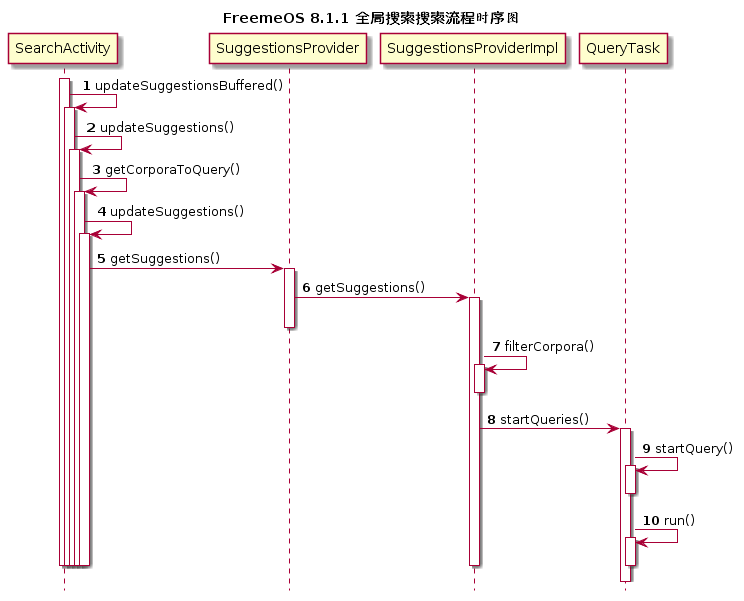 FreemeOS 8.1.1 全局搜索搜索流程时序图
SearchActivity
SuggestionsProvider
SuggestionsProviderImpl
QueryTask
1 updateSuggestionsBuffered()
2 updateSuggestions()
3 getCorporaToQuery()
4 updateSuggestions()
5 getSuggestions()
6 getSuggestions()
7 filterCorpora()
8 startQueries()
9 startQuery()
10 run()